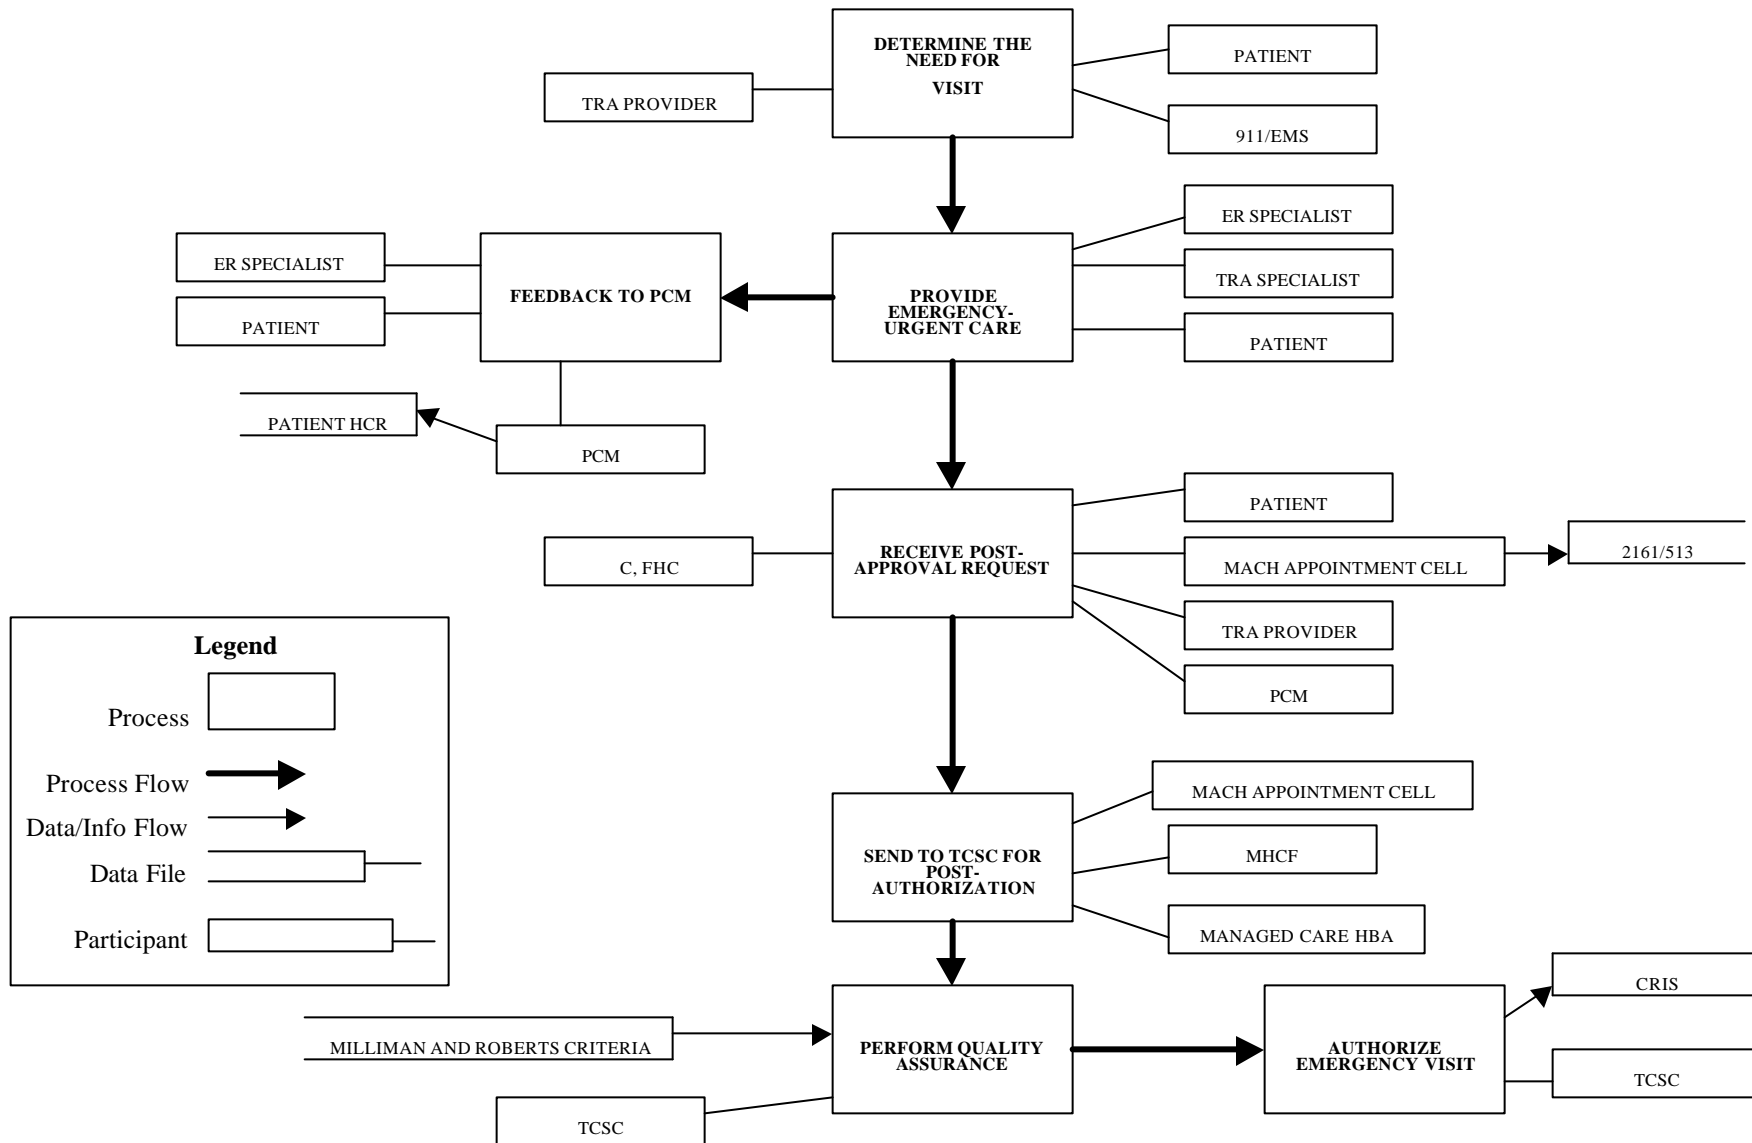 DETERMINE THE
NEED FOR
VISIT
PATIENT
TRA PROVIDER
911/EMS
ER SPECIALIST
ER SPECIALIST
TRA SPECIALIST
FEEDBACK TO PCM
PROVIDE
EMERGENCY-
URGENT CARE
PATIENT
PATIENT
PATIENT HCR
PCM
PATIENT
C, FHC
RECEIVE POST-
APPROVAL REQUEST
MACH APPOINTMENT CELL
2161/513
TRA PROVIDER
PCM
Legend
Process
Process Flow
Data/Info Flow
Data File
Participant
MACH APPOINTMENT CELL
SEND TO TCSC FOR
POST-
AUTHORIZATION
MHCF
MANAGED CARE HBA
CRIS
MILLIMAN AND ROBERTS CRITERIA
PERFORM QUALITY
ASSURANCE
AUTHORIZE
EMERGENCY VISIT
TCSC
TCSC